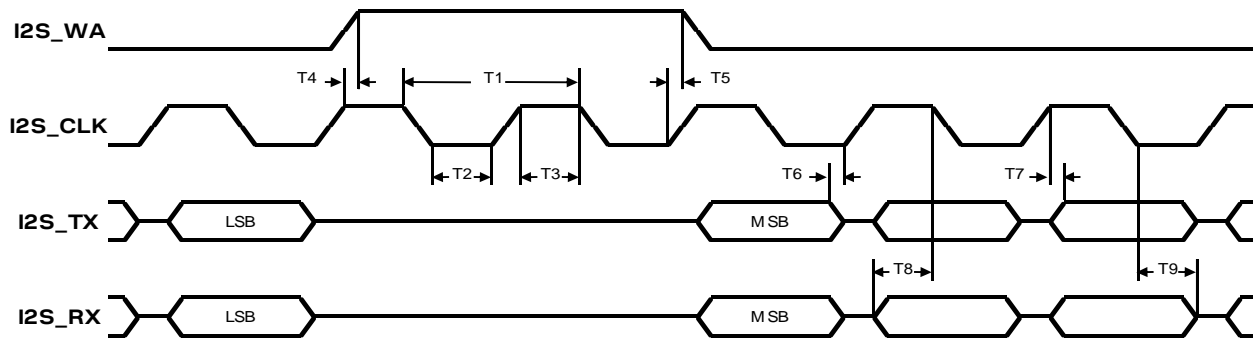 I2S_WA
T4
T1
T5
I2S_CLK
T2
T3
T6
T7
I2S_TX
LSB
MSB
T8
T9
I2S_RX
LSB
MSB